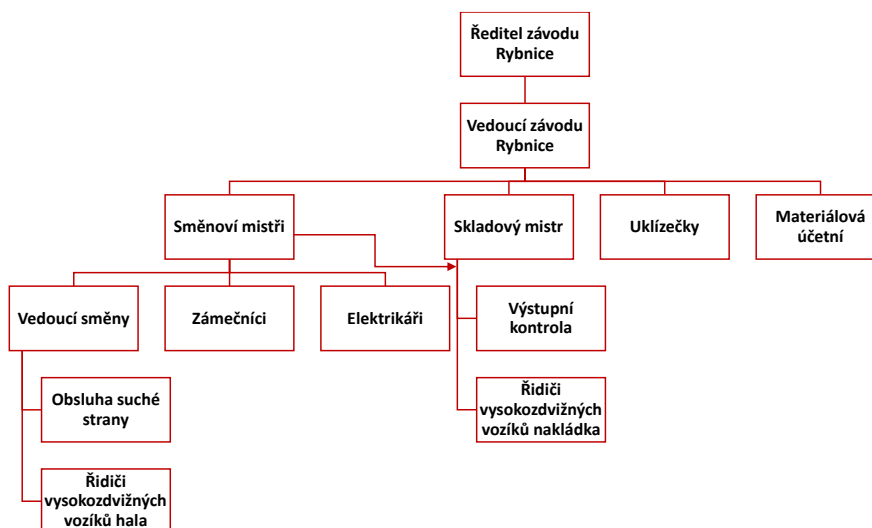 Ředitel závodu
Rybnice
Vedoucí závodu
Rybnice
Směnoví mistři
Skladový mistr
Uklízečky
Materiálová
účetní
Vedoucí směny
Zámečníci
Elektrikáři
Výstupní
kontrola
Obsluha suché
strany
Řidiči
vysokozdvižných
vozíků nakládka
Řidiči
vysokozdvižných
vozíků hala